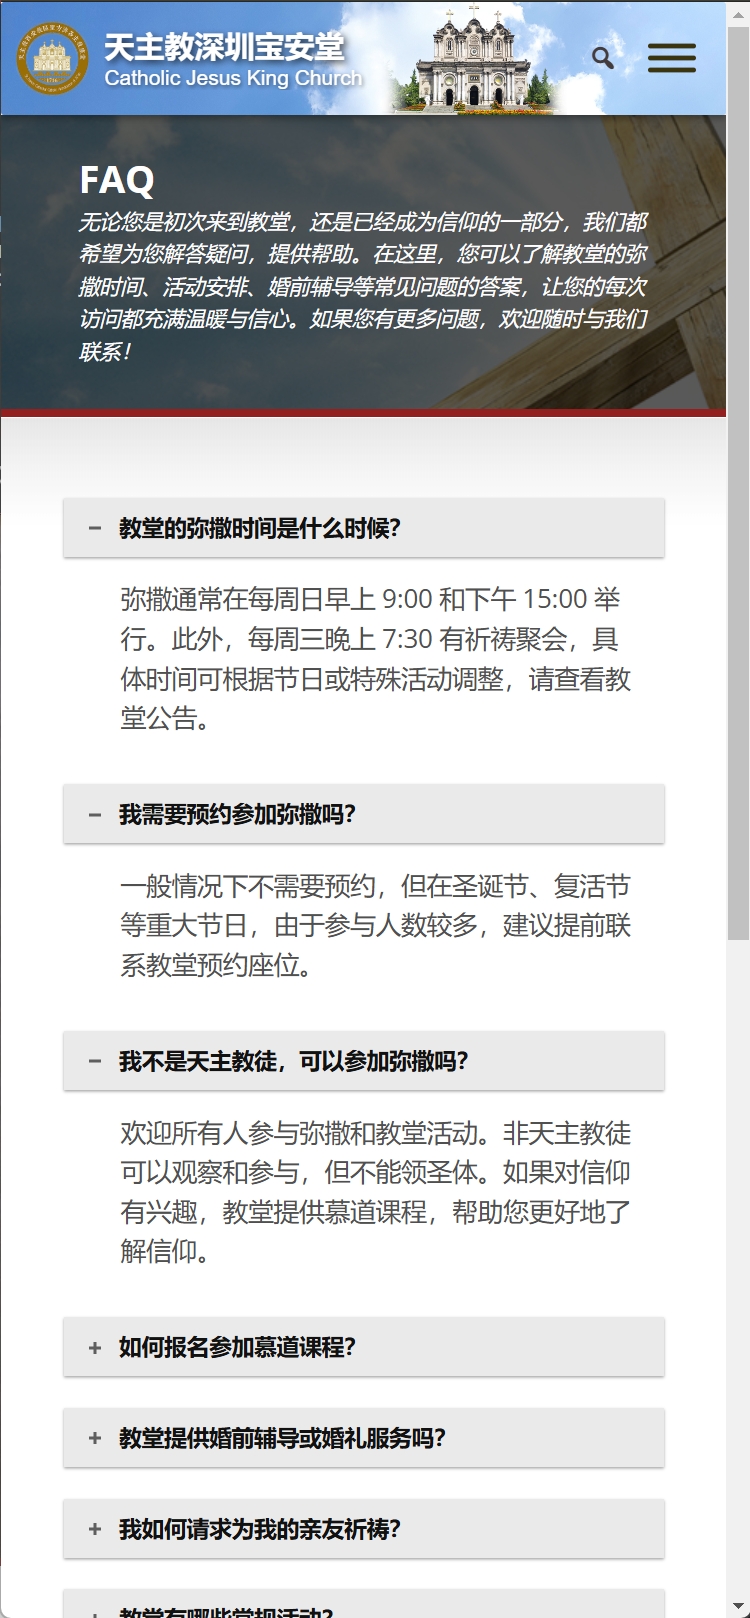 天主教深圳宝安堂
Catholic Jesus King Church
FAQ
无论您是初次来到教堂，还是已经成为信仰的一部分，我们都
希望为您解答疑问，提供帮助。在这里，您可以了解教堂的弥
撒时间、活动安排、婚前辅导等常见问题的答案，让您的每次
访问都充满温暖与信心。如果您有更多问题，欢迎随时与我们
联系！
教堂的弥撒时间是什么时候？
弥撒通常在每周日早上 9:00 和下午 15:00 举
行。此外，每周三晚上 7:30 有祈祷聚会，具
体时间可根据节日或特殊活动调整，请查看教
堂公告。
我需要预约参加弥撒吗？
一般情况下不需要预约，但在圣诞节、复活节
等重大节日，由于参与人数较多，建议提前联
系教堂预约座位。
我不是天主教徒，可以参加弥撒吗？
欢迎所有人参与弥撒和教堂活动。非天主教徒
可以观察和参与，但不能领圣体。如果对信仰
有兴趣，教堂提供慕道课程，帮助您更好地了
解信仰。
如何报名参加慕道课程？
教堂提供婚前辅导或婚礼服务吗？
我如何请求为我的亲友祈祷？
教堂有哪些常规活动？